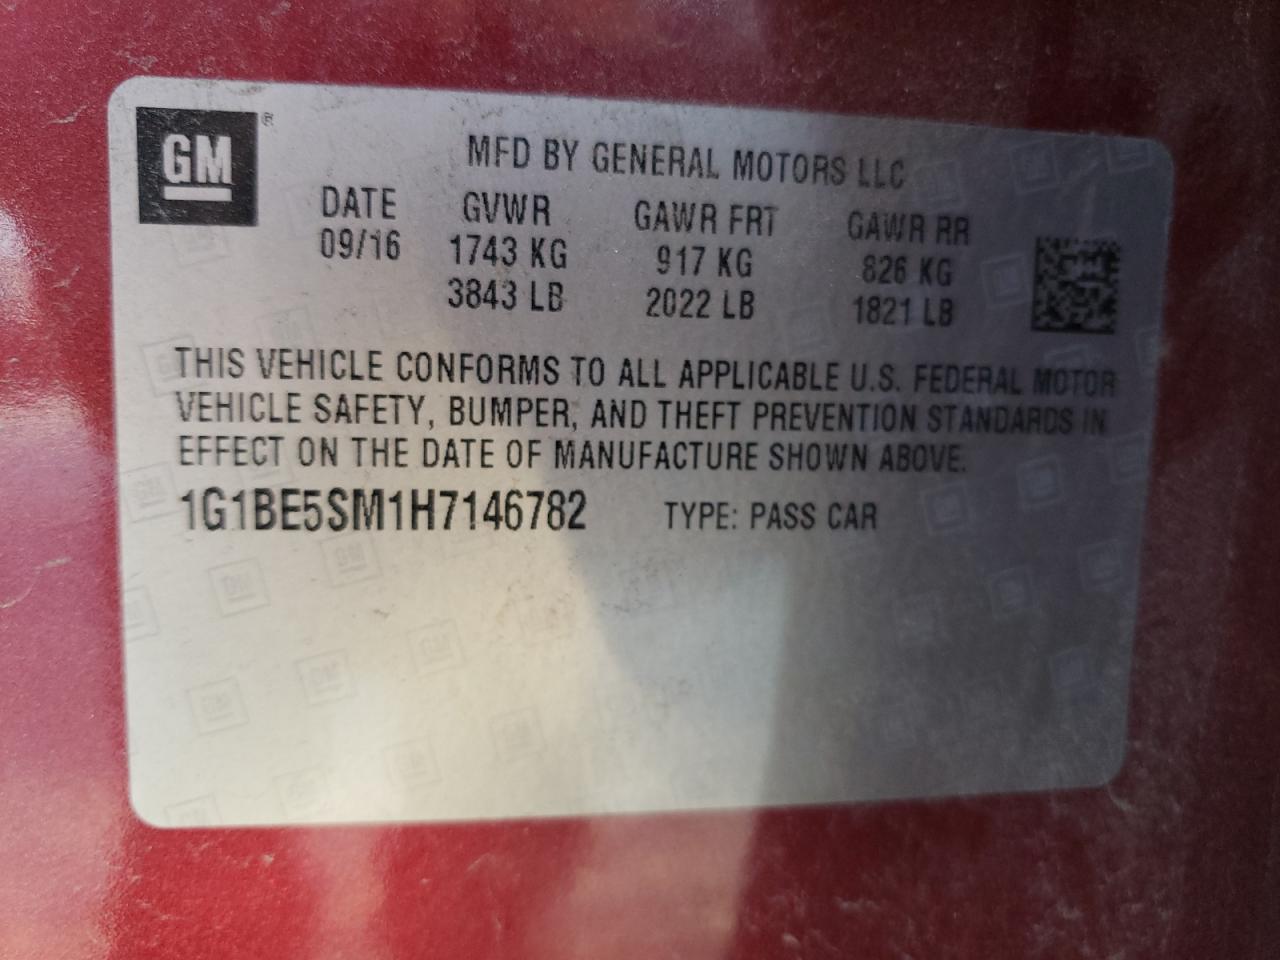 GM ®
MFD BY GENERAL MOTORS LLC
DATE GVWR GAWR FRT GAWR RR
09/16 1743 KG 917 KG 826 KG
3843 LB 2022 LB 1821 LB
THIS VEHICLE CONFORMS TO ALL APPLICABLE U.S. FEDERAL MOTOR
VEHICLE SAFETY, BUMPER, AND THEFT PREVENTION STANDARDS IN
EFFECT ON THE DATE OF MANUFACTURE SHOWN ABOVE.
1G1BE5SM1H7146782 TYPE: PASS CAR